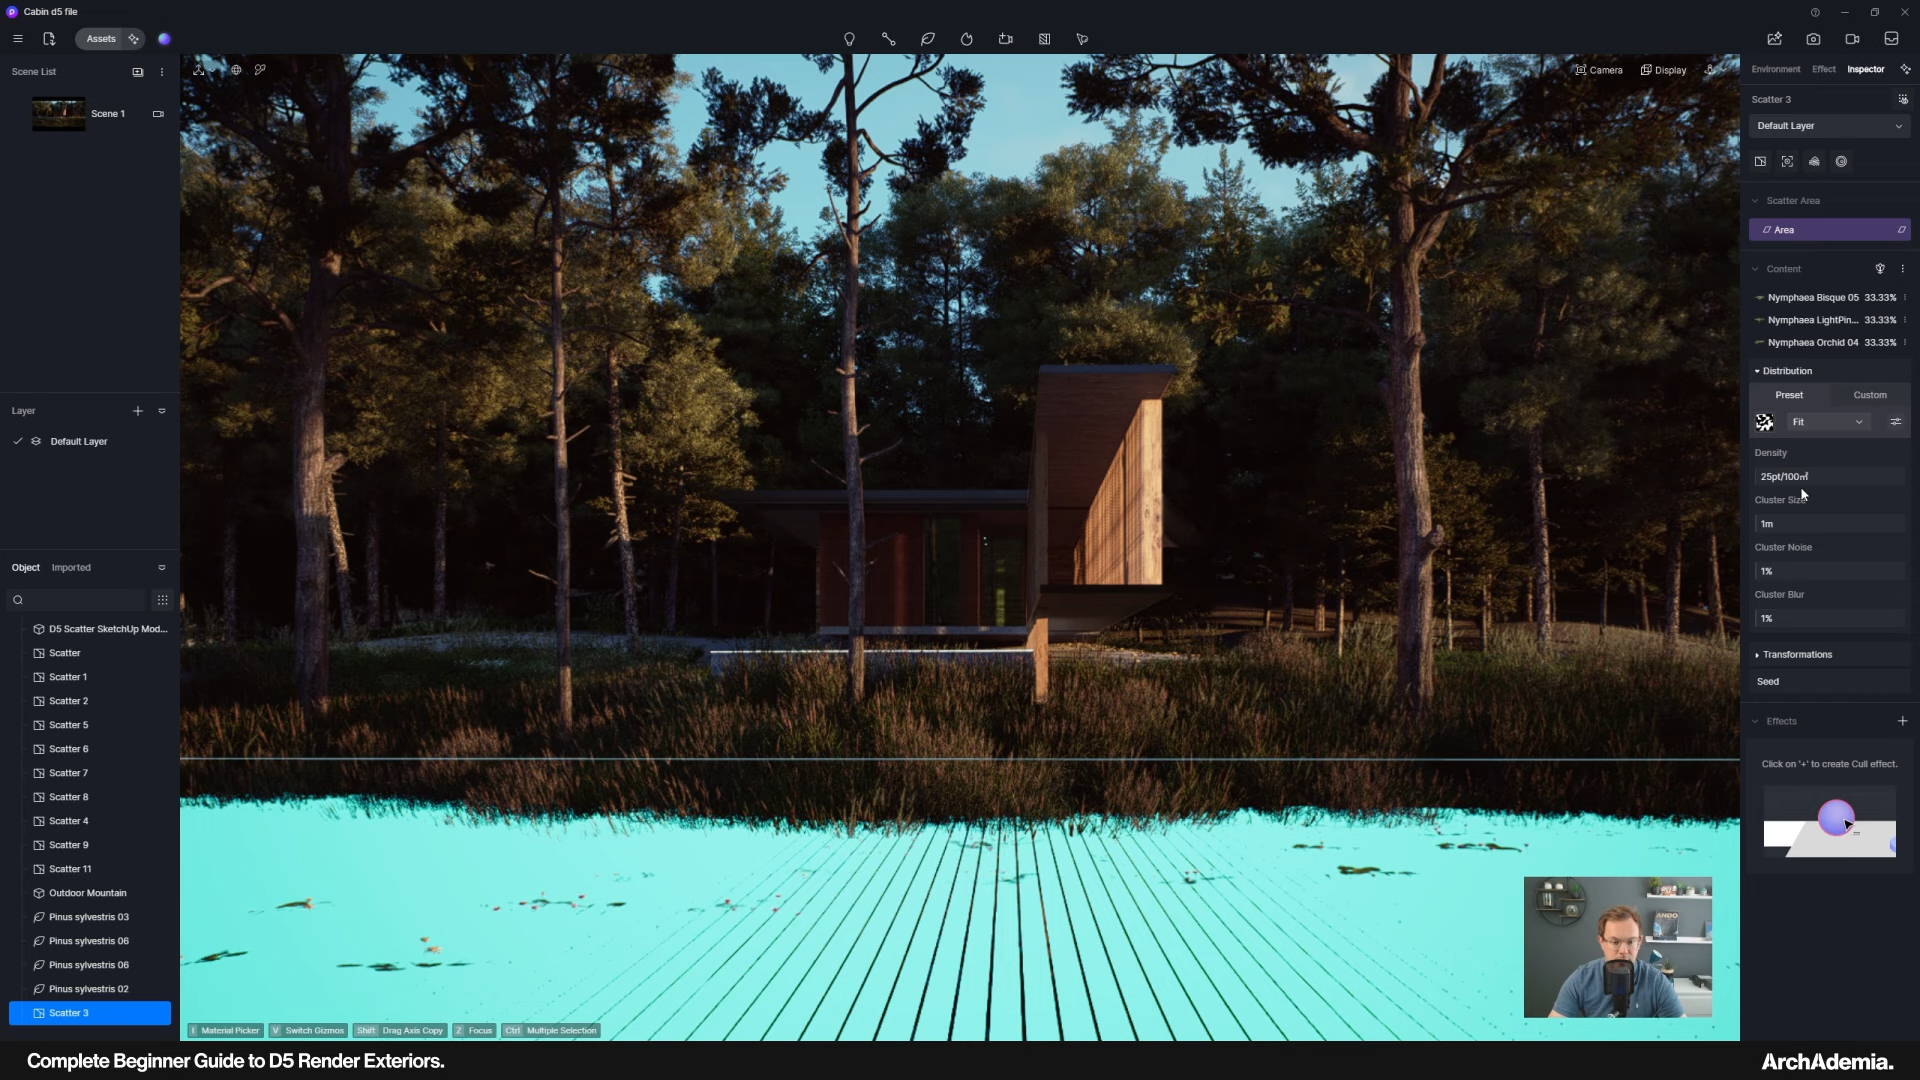 Cabin d5 file
Assets
Scene List
Scene 1
Layer
Default Layer
Object Imported
D5 Scatter SketchUp Mod...
Scatter
Scatter 1
Scatter 2
Scatter 5
Scatter 6
Scatter 7
Scatter 8
Scatter 4
Scatter 9
Scatter 11
Outdoor Mountain
Pinus sylvestris 03
Pinus sylvestris 06
Pinus sylvestris 06
Pinus sylvestris 02
Scatter 3
Camera Display
I Material Picker V Switch Gizmos Shift Drag Axis Copy Z Focus Ctrl Multiple Selection
ANDO
Environment Effect Inspector
Scatter 3
Default Layer
Scatter Area
Area
Content
Nymphaea Bisque 05 33.33%
Nymphaea LightPin... 33.33%
Nymphaea Orchid 04 33.33%
Distribution
Preset Custom
Fit
Density
25pt/100㎡
Cluster Size
1m
Cluster Noise
1%
Cluster Blur
1%
Transformations
Seed
Effects
Click on '+' to create Cull effect.
Complete Beginner Guide to D5 Render Exteriors.
ArchAdemia.